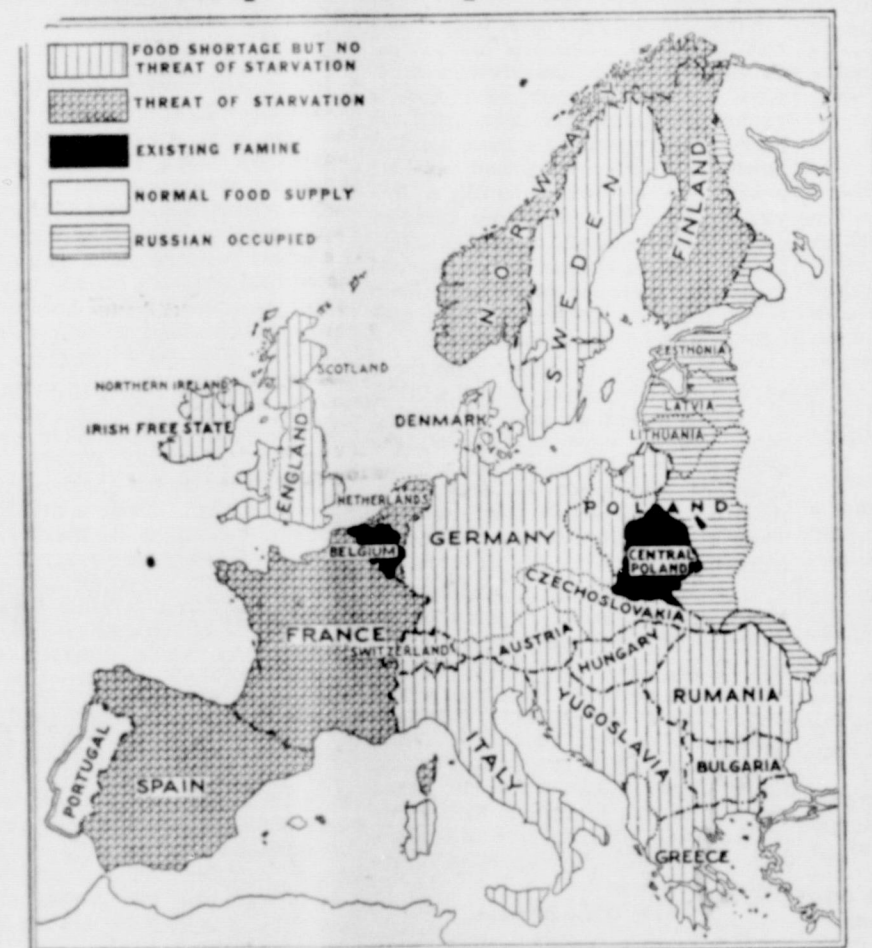 FOOD SHORTAGE BUT NO
THREAT OF STARVATION
THREAT OF STARVATION
EXISTING FAMINE
NORMAL FOOD SUPPLY
RUSSIAN OCCUPIED
NORWAY
SWEDEN
FINLAND
ESTHONIA
LATVIA
LITHUANIA
SCOTLAND
NORTHERN IRELAND
IRISH FREE STATE
ENGLAND
DENMARK
NETHERLANDS
BELGIUM
GERMANY
POLAND
CENTRAL
POLAND
CZECHOSLOVAKIA
FRANCE
SWITZERLAND
AUSTRIA
HUNGARY
RUMANIA
YUGOSLAVIA
BULGARIA
ITALY
PORTUGAL
SPAIN
GREECE